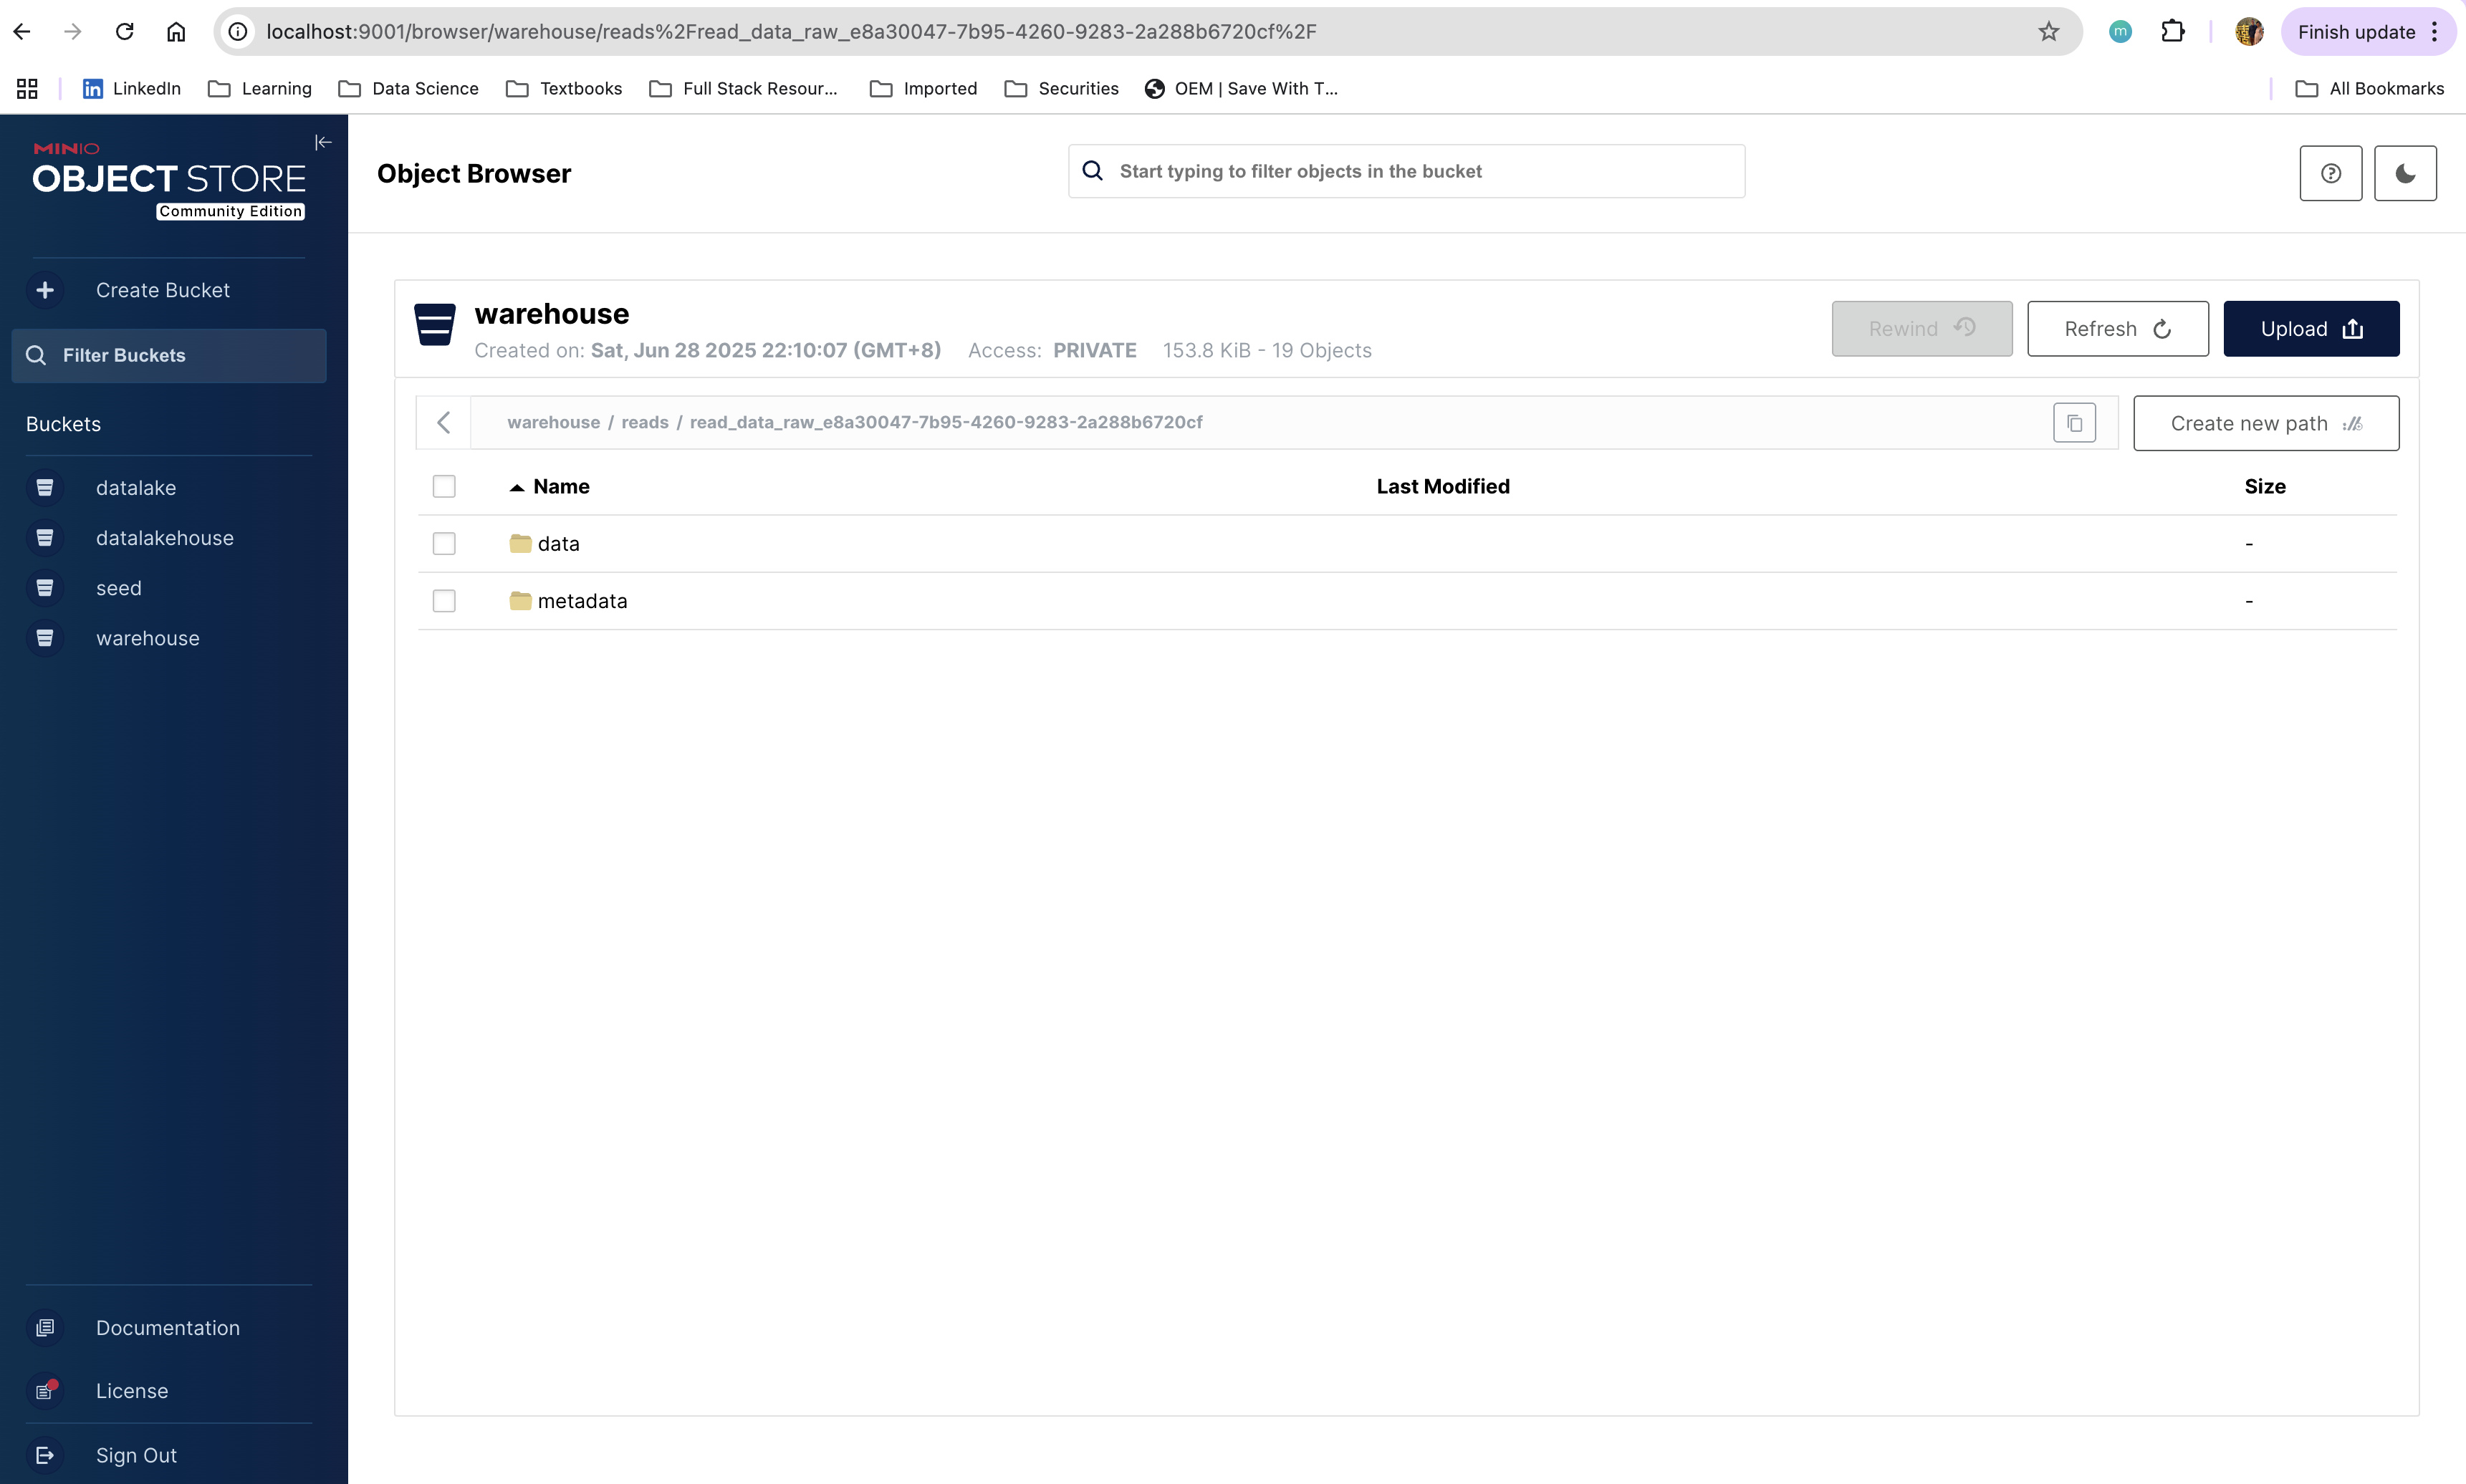 localhost:9001/browser/warehouse/reads%2Fread_data_raw_e8a30047-7b95-4260-9283-2a288b6720cf%2F
m
Finish update
in LinkedIn
Learning
Data Science
Textbooks
Full Stack Resour...
Imported
Securities
OEM | Save With T...
All Bookmarks
MINIO
OBJECT STORE
Community Edition
Create Bucket
Filter Buckets
Buckets
datalake
datalakehouse
seed
warehouse
Documentation
License
Sign Out
Object Browser
Start typing to filter objects in the bucket
warehouse
Created on: Sat, Jun 28 2025 22:10:07 (GMT+8) Access: PRIVATE 153.8 KiB - 19 Objects
Rewind
Refresh
Upload
warehouse / reads / read_data_raw_e8a30047-7b95-4260-9283-2a288b6720cf
Create new path
Name Last Modified Size
data -
metadata -